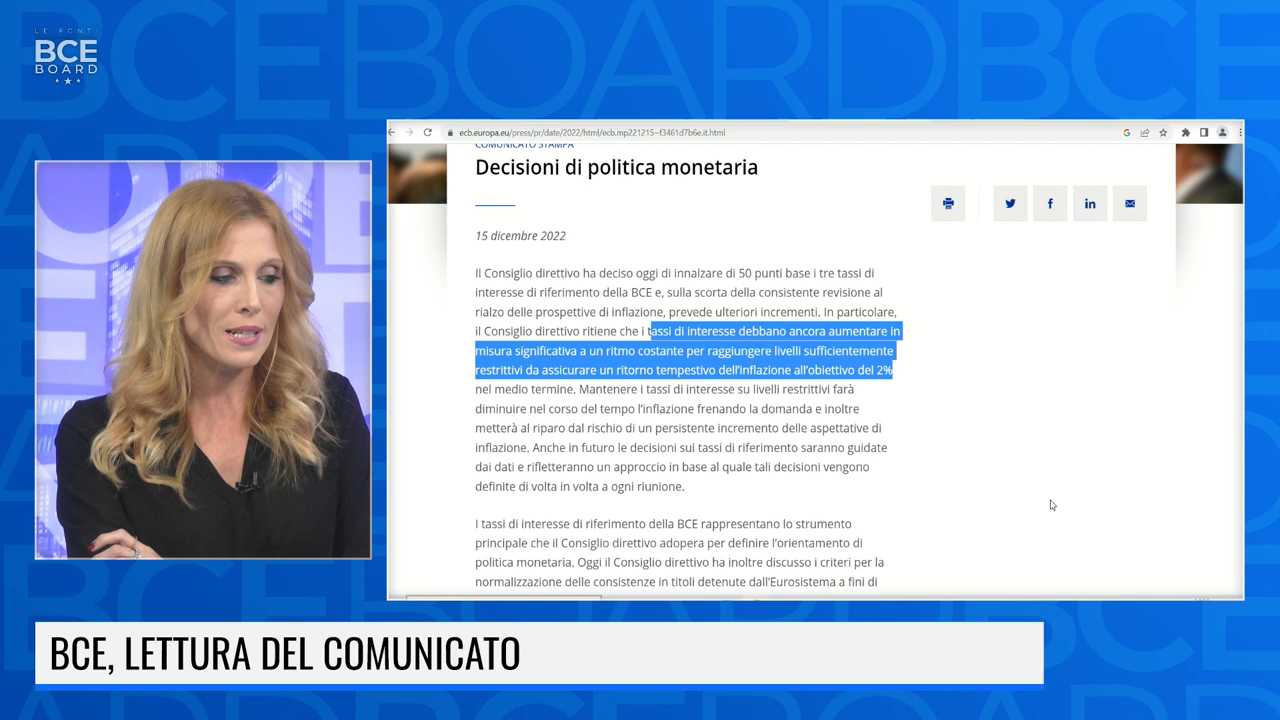 LE FONTI
BCE
BOARD
ecb.europa.eu/press/pr/date/2022/html/ecb.mp221215~f3461d7b6e.it.html
COMUNICATO STAMPA
Decisioni di politica monetaria
15 dicembre 2022
Il Consiglio direttivo ha deciso oggi di innalzare di 50 punti base i tre tassi di
interesse di riferimento della BCE e, sulla scorta della consistente revisione al
rialzo delle prospettive di inflazione, prevede ulteriori incrementi. In particolare,
il Consiglio direttivo ritiene che i tassi di interesse debbano ancora aumentare in
misura significativa a un ritmo costante per raggiungere livelli sufficientemente
restrittivi da assicurare un ritorno tempestivo dell’inflazione all’obiettivo del 2%
nel medio termine. Mantenere i tassi di interesse su livelli restrittivi farà
diminuire nel corso del tempo l’inflazione frenando la domanda e inoltre
metterà al riparo dal rischio di un persistente incremento delle aspettative di
inflazione. Anche in futuro le decisioni sui tassi di riferimento saranno guidate
dai dati e rifletteranno un approccio in base al quale tali decisioni vengono
definite di volta in volta a ogni riunione.
I tassi di interesse di riferimento della BCE rappresentano lo strumento
principale che il Consiglio direttivo adopera per definire l’orientamento di
politica monetaria. Oggi il Consiglio direttivo ha inoltre discusso i criteri per la
normalizzazione delle consistenze in titoli detenute dall’Eurosistema a fini di
BCE, LETTURA DEL COMUNICATO